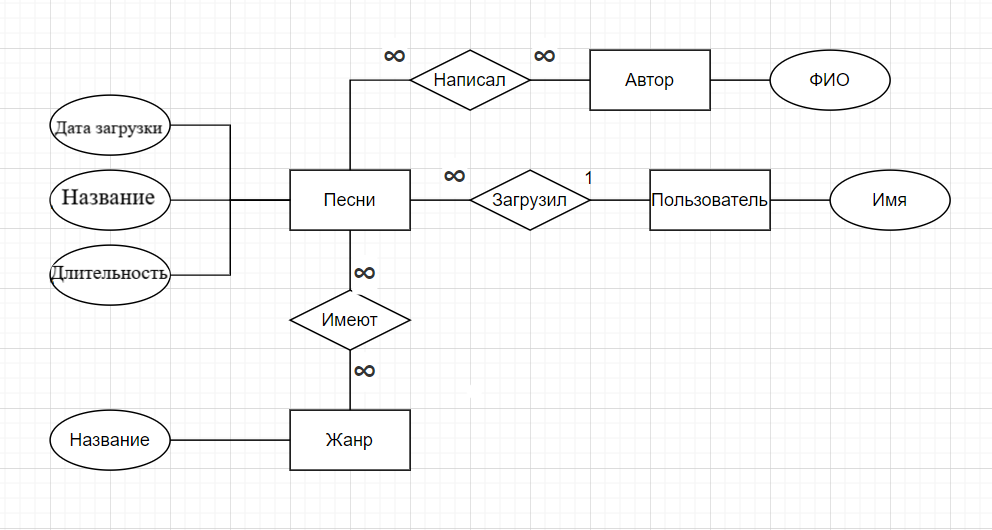 ∞ Написал ∞ Автор ФИО
Дата загрузки
Название Песни ∞ Загрузил 1 Пользователь Имя
Длительность
∞
Имеют
∞
Название Жанр